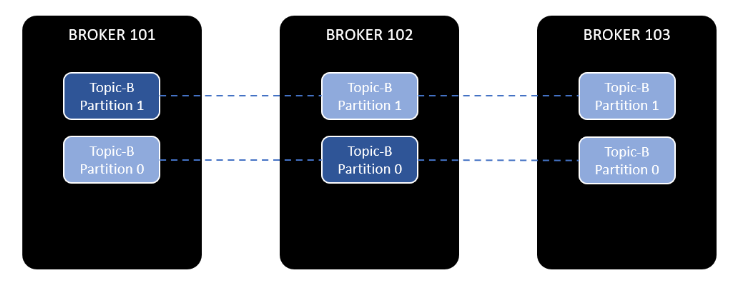 BROKER 101
BROKER 102
BROKER 103
Topic-B
Partition 1
Topic-B
Partition 1
Topic-B
Partition 1
Topic-B
Partition 0
Topic-B
Partition 0
Topic-B
Partition 0